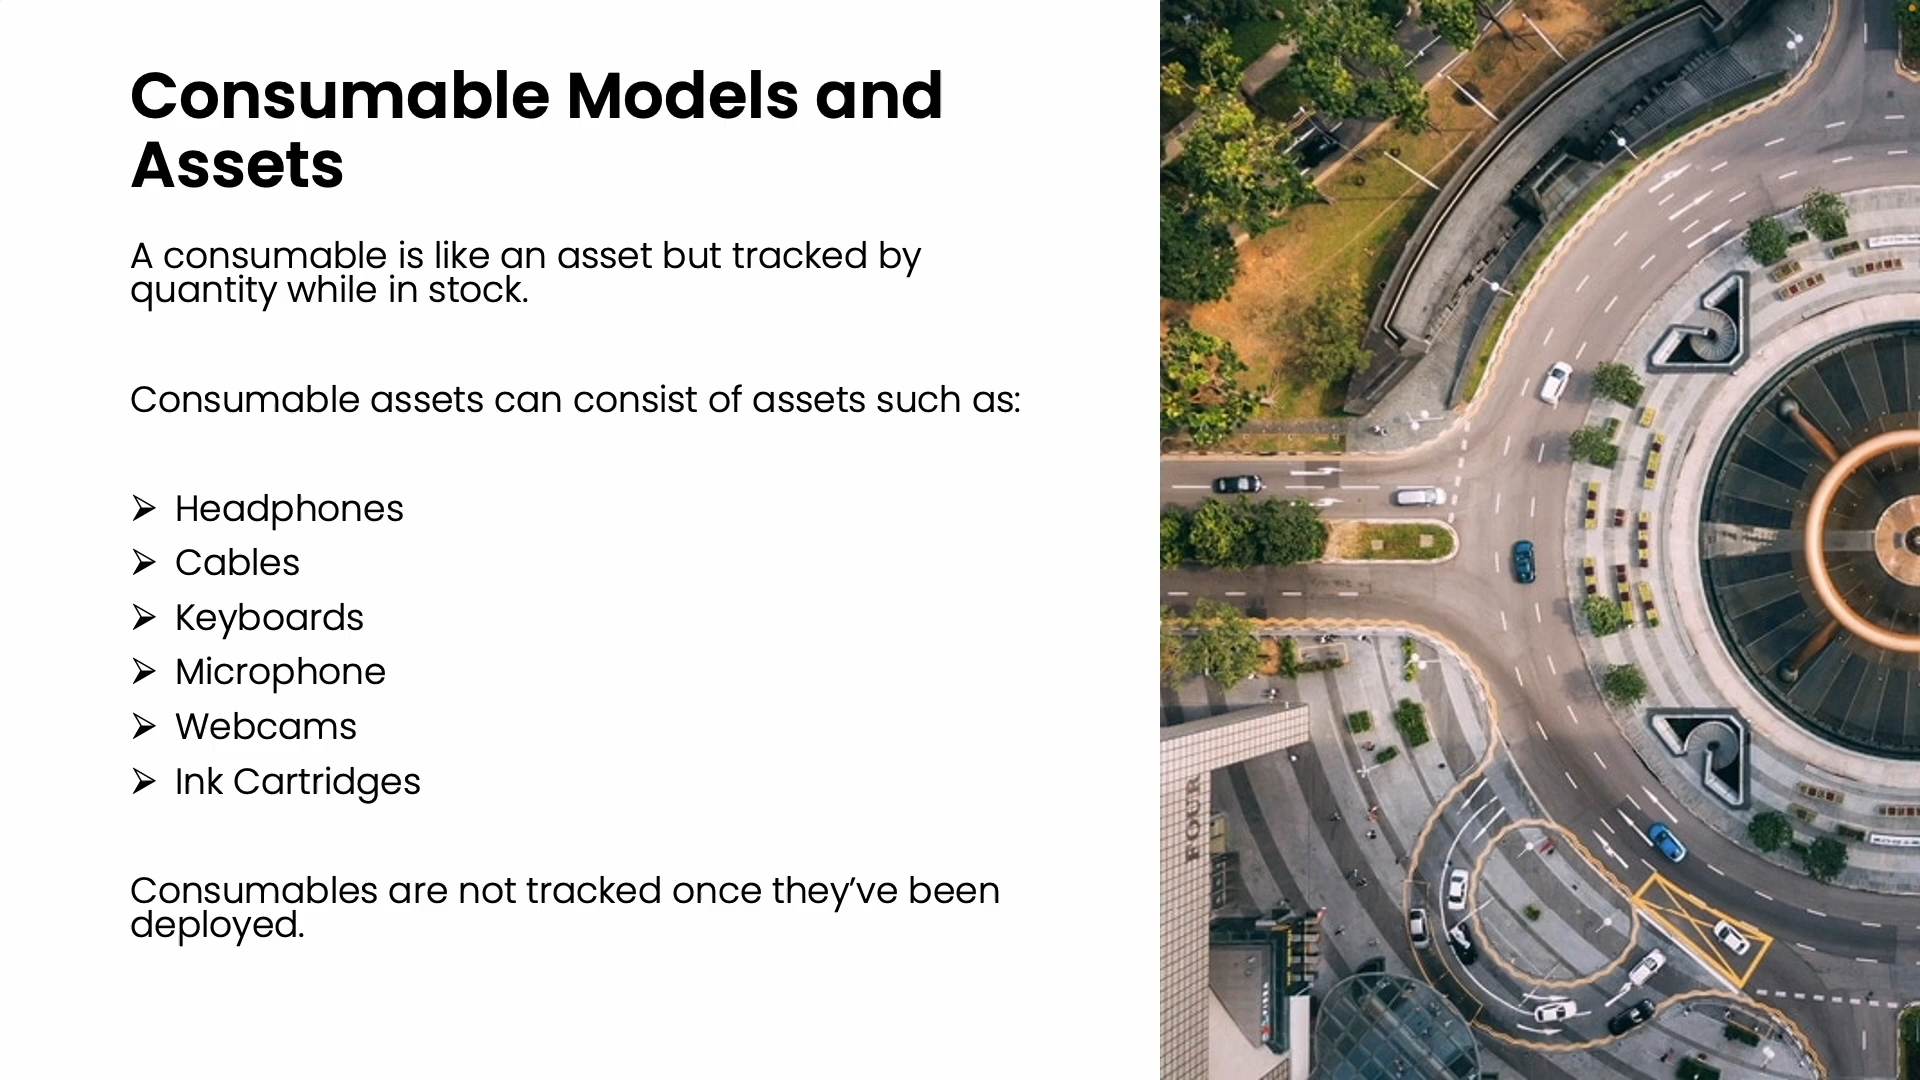 Consumable Models and
Assets
A consumable is like an asset but tracked by
quantity while in stock.
Consumable assets can consist of assets such as:
➢ Headphones
➢ Cables
➢ Keyboards
➢ Microphone
➢ Webcams
➢ Ink Cartridges
Consumables are not tracked once they’ve been
deployed.
FOUR